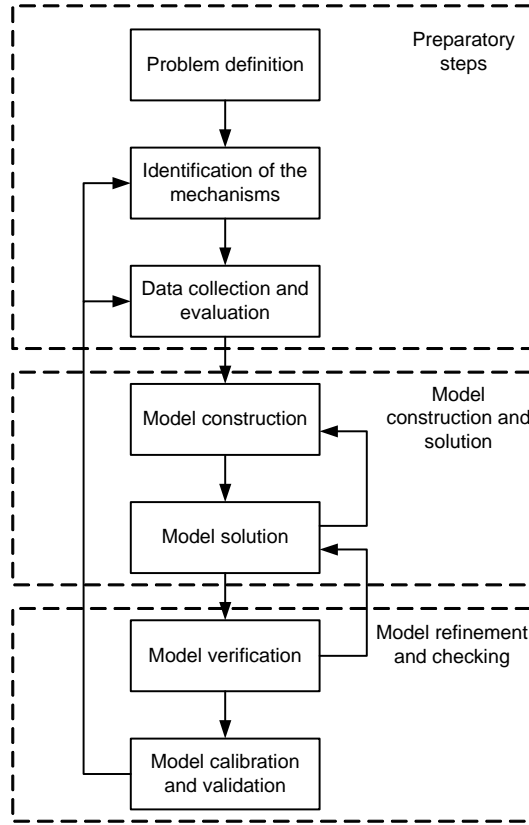 Preparatory
steps
Problem definition
Identification of the
mechanisms
Data collection and
evaluation
Model
construction and
solution
Model construction
Model solution
Model refinement
and checking
Model verification
Model calibration
and validation